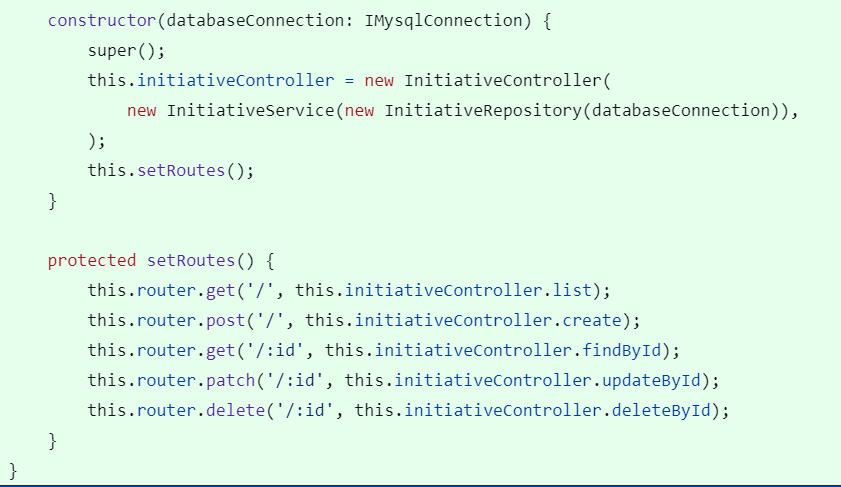 constructor(databaseConnection: IMysqlConnection) {
super();
this.initiativeController = new InitiativeController(
new InitiativeService(new InitiativeRepository(databaseConnection)),
);
this.setRoutes();
}
protected setRoutes() {
this.router.get('/', this.initiativeController.list);
this.router.post('/', this.initiativeController.create);
this.router.get('/:id', this.initiativeController.findById);
this.router.patch('/:id', this.initiativeController.updateById);
this.router.delete('/:id', this.initiativeController.deleteById);
}
}